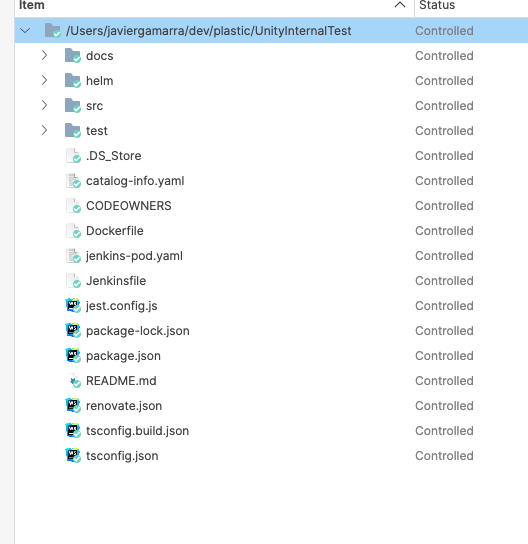 Item Status
/Users/javiergamarra/dev/plastic/UnityInternalTest Controlled
docs Controlled
helm Controlled
src Controlled
test Controlled
.DS_Store Controlled
catalog-info.yaml Controlled
CODEOWNERS Controlled
Dockerfile Controlled
jenkins-pod.yaml Controlled
Jenkinsfile Controlled
jest.config.js Controlled
package-lock.json Controlled
package.json Controlled
README.md Controlled
renovate.json Controlled
tsconfig.build.json Controlled
tsconfig.json Controlled